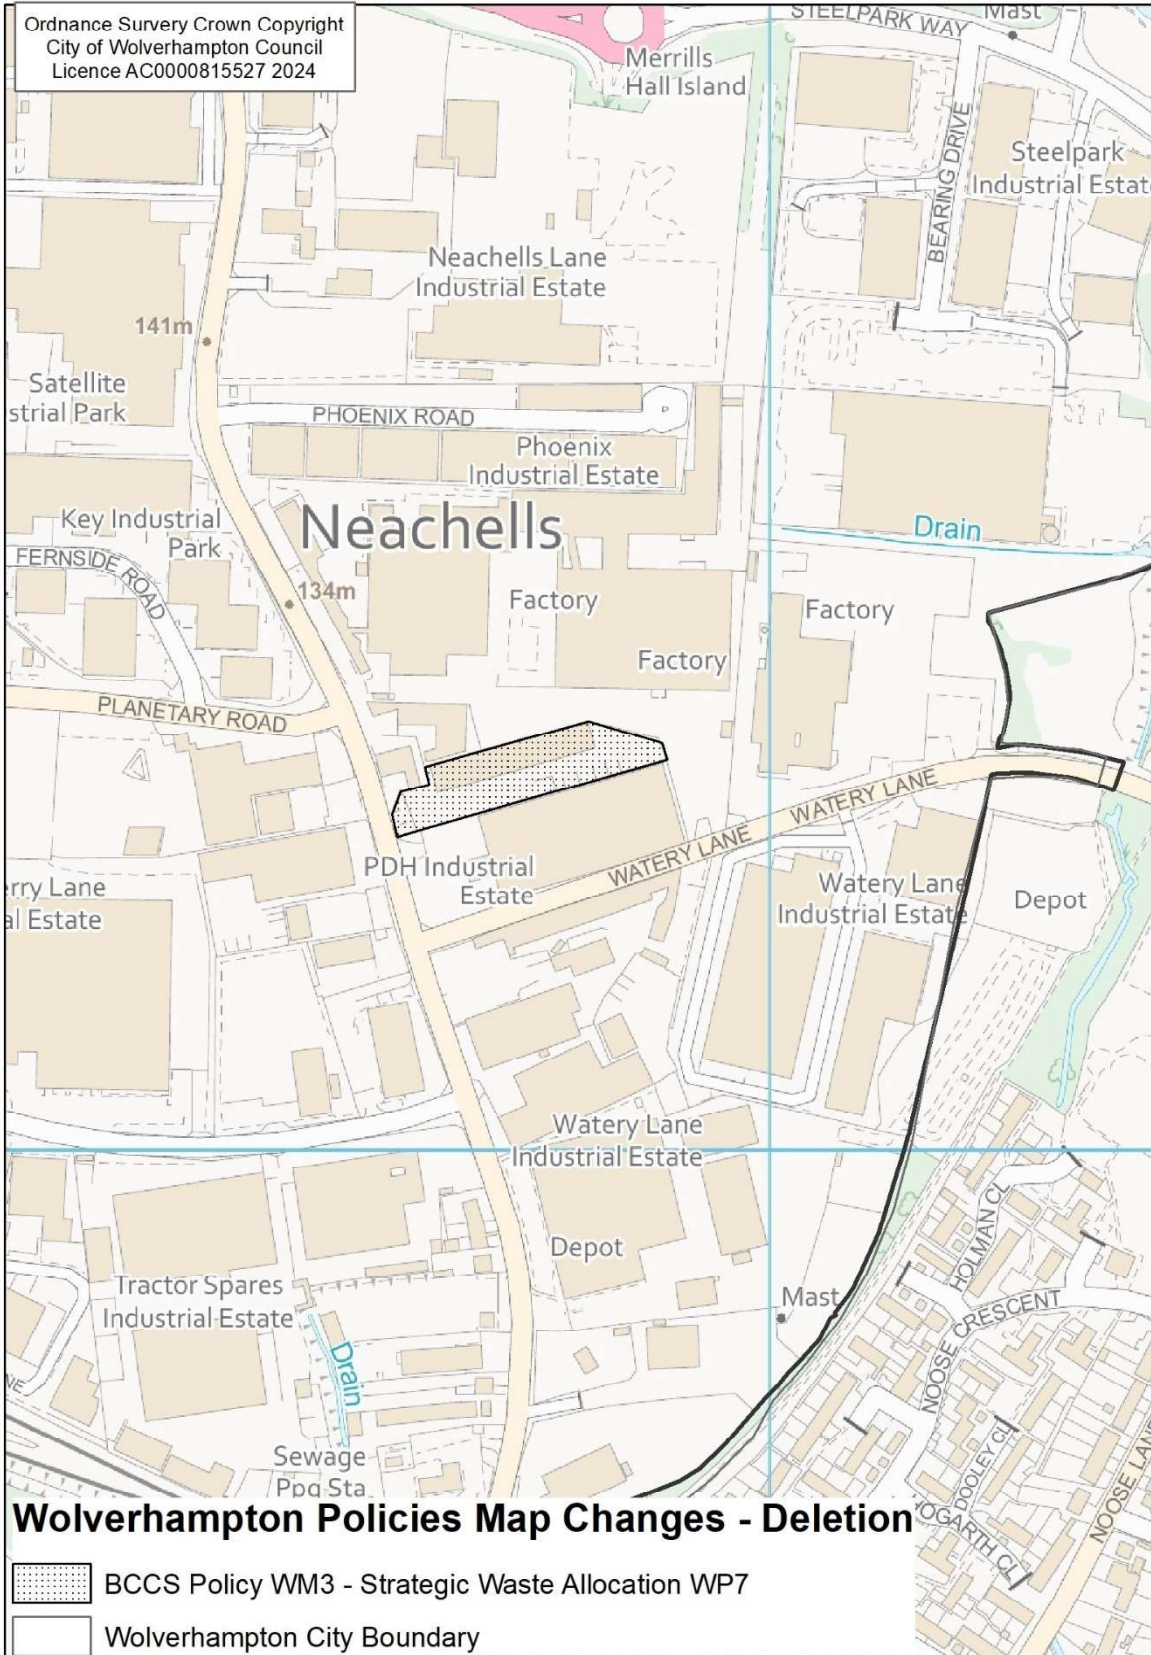 Ordnance Survery Crown Copyright
City of Wolverhampton Council
Licence AC0000815527 2024
STEELPARK WAY
Mast
Merrills
Hall Island
BEARING DRIVE
Steelpark
Industrial Estat
Neachells Lane
Industrial Estate
141m
Satellite
strial Park
PHOENIX ROAD
Phoenix
Industrial Estate
Key Industrial
Park
Neachells
Drain
FERNSIDE ROAD
134m
Factory
Factory
Factory
PLANETARY ROAD
WATERY LANE
WATERY LANE
PDH Industrial
Estate
rry Lane
al Estate
Watery Lane
Industrial Estate
Depot
Watery Lane
Industrial Estate
HOLMAN CL
Depot
Tractor Spares
Industrial Estate
Mast
NOOSE CRESCENT
Drain
NE
DOOLEY CL
NOOSE LANE
Sewage
Ppg Sta
HOGARTH CL
Wolverhampton Policies Map Changes - Deletion
BCCS Policy WM3 - Strategic Waste Allocation WP7
Wolverhampton City Boundary